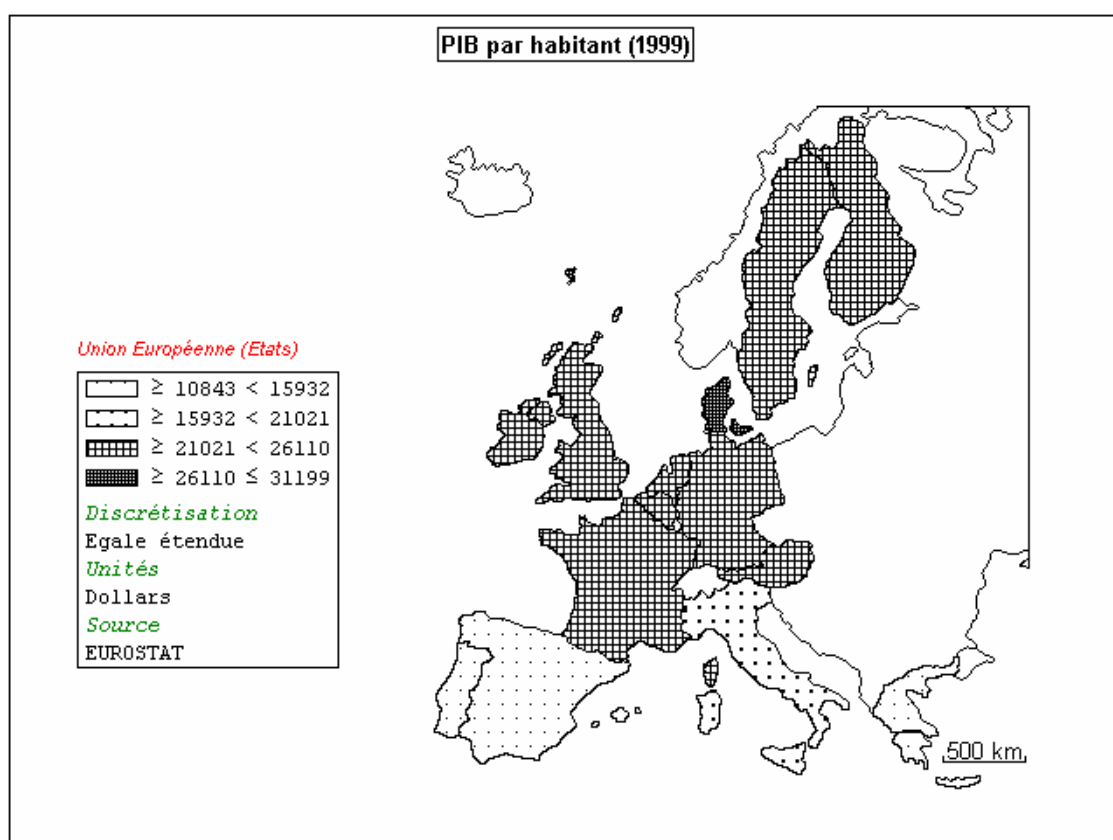 PIB par habitant (1999)
Union Européenne (Etats)
≥ 10843 < 15932
≥ 15932 < 21021
≥ 21021 < 26110
≥ 26110 ≤ 31199
Discrétisation
Egale étendue
Unités
Dollars
Source
EUROSTAT
500 km